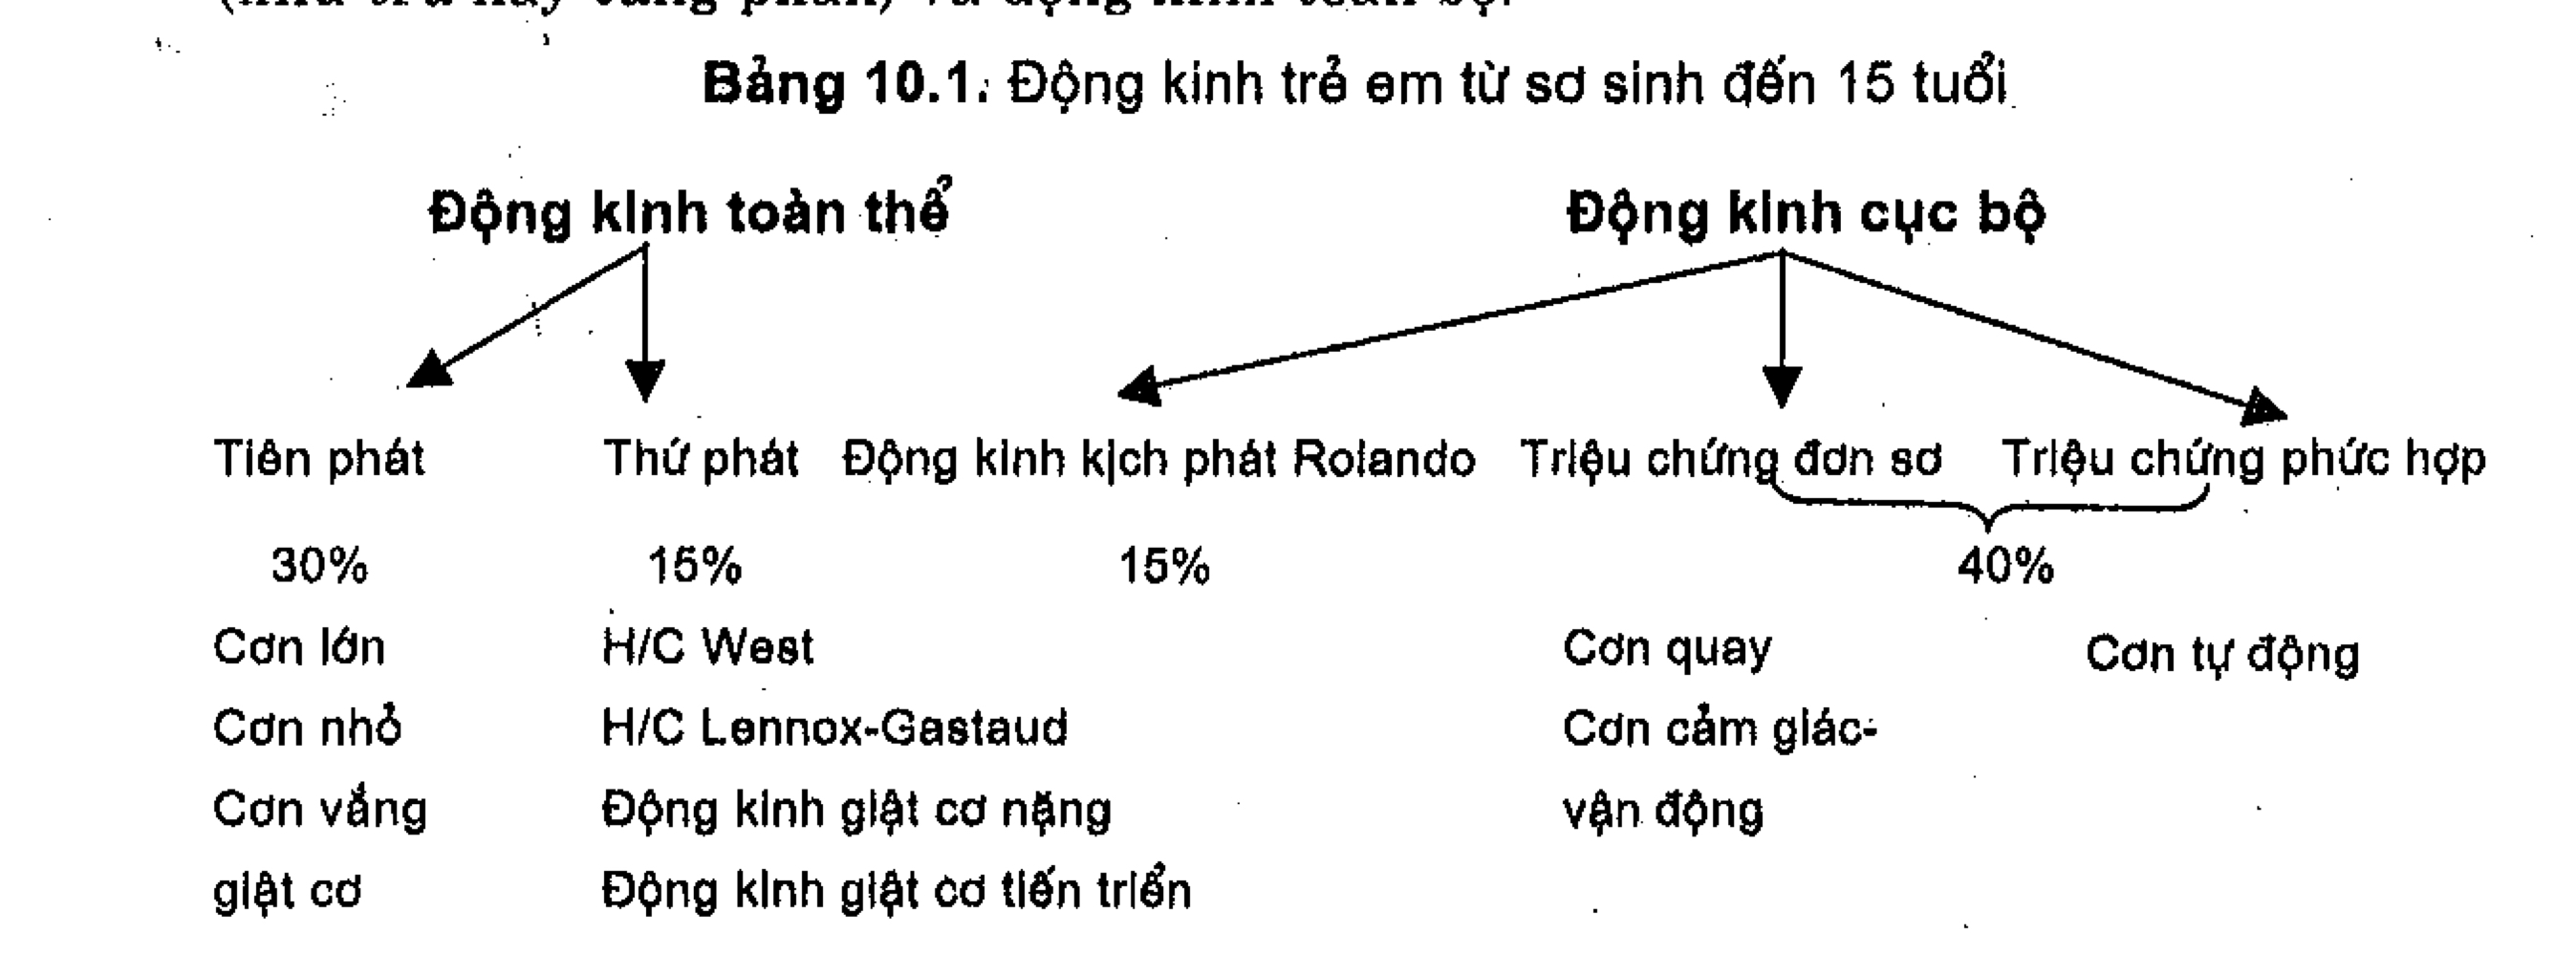 Bảng 10.1. Động kinh trẻ em từ sơ sinh đến 15 tuổi
Động kinh toàn thể Động kinh cục bộ
Tiên phát Thứ phát Động kinh kịch phát Rolando Triệu chứng đơn sơ Triệu chứng phức hợp
30% 15% 15% 40%
Cơn lớn H/C West Cơn quay Cơn tự động
Cơn nhỏ H/C Lennox-Gastaud Cơn cảm giác-
Cơn vắng Động kinh giật cơ nặng vận động
giật cơ Động kinh giật cơ tiến triển